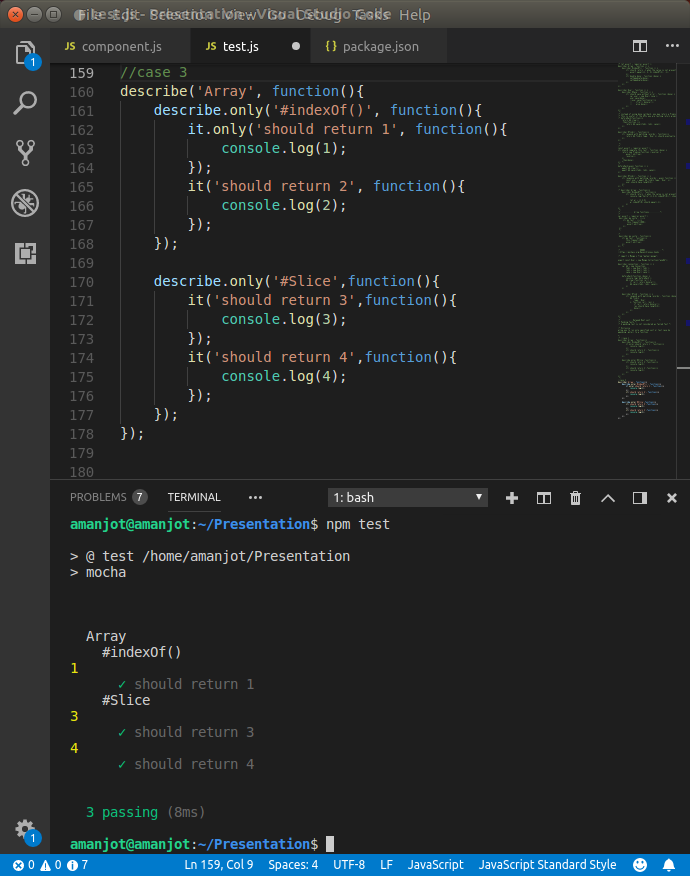 File Edit Selection View Go Debug Tasks Help
JS component.js JS test.js { } package.json
159 //case 3
160 describe('Array', function(){
161 describe.only('#indexOf()', function(){
162 it.only('should return 1', function(){
163 console.log(1);
164 });
165 it('should return 2', function(){
166 console.log(2);
167 });
168 });
169
170 describe.only('#Slice',function(){
171 it('should return 3',function(){
172 console.log(3);
173 });
174 it('should return 4',function(){
175 console.log(4);
176 });
177 });
178 });
179
180
1
PROBLEMS 7 TERMINAL ••• 1: bash
amanjot@amanjot:~/Presentation$ npm test
> @ test /home/amanjot/Presentation
> mocha
Array
#indexOf()
1
✓ should return 1
#Slice
3
✓ should return 3
4
✓ should return 4
3 passing (8ms)
amanjot@amanjot:~/Presentation$
1
0 0 7 Ln 159, Col 9 Spaces: 4 UTF-8 LF JavaScript JavaScript Standard Style